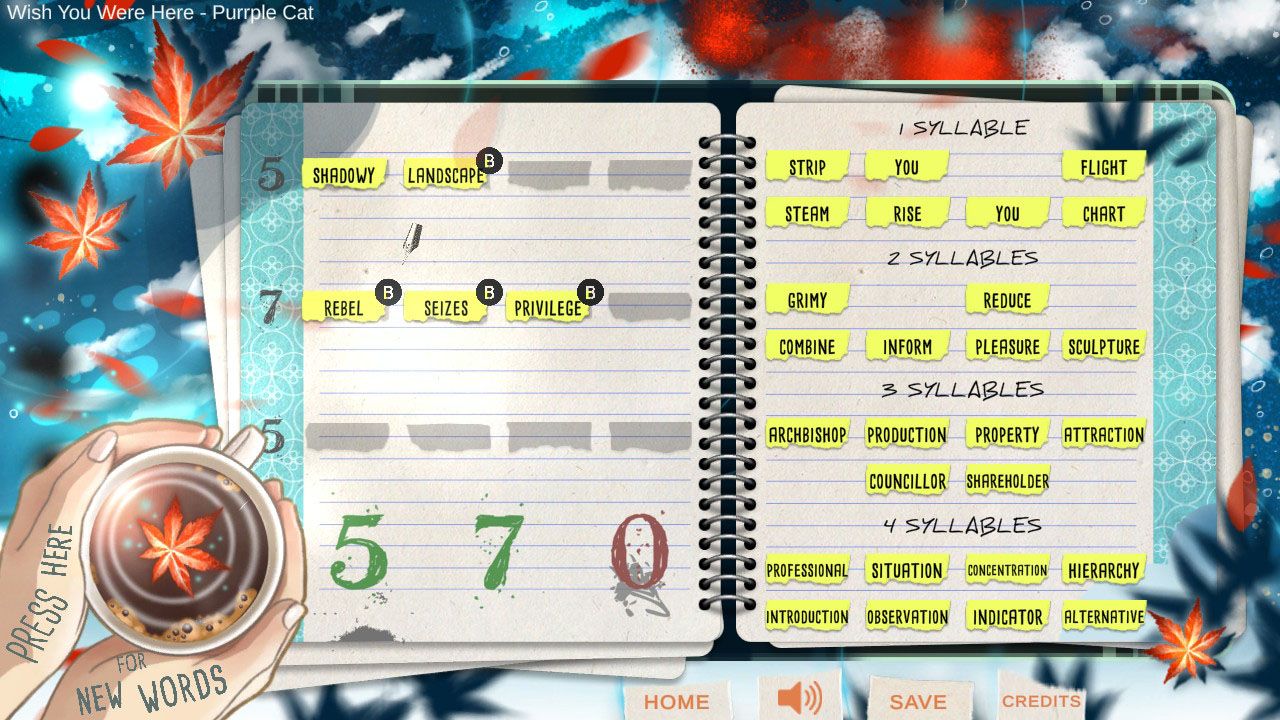 Wish You Were Here - Purrple Cat
5 SHADOWY LANDSCAPE B
7 REBEL B SEIZES B PRIVILEGE B
5
5 7 0
1 SYLLABLE
STRIP YOU FLIGHT
STEAM RISE YOU CHART
2 SYLLABLES
GRIMY REDUCE
COMBINE INFORM PLEASURE SCULPTURE
3 SYLLABLES
ARCHBISHOP PRODUCTION PROPERTY ATTRACTION
COUNCILLOR SHAREHOLDER
4 SYLLABLES
PROFESSIONAL SITUATION CONCENTRATION HIERARCHY
INTRODUCTION OBSERVATION INDICATOR ALTERNATIVE
PRESS HERE
FOR
NEW WORDS
HOME SAVE CREDITS